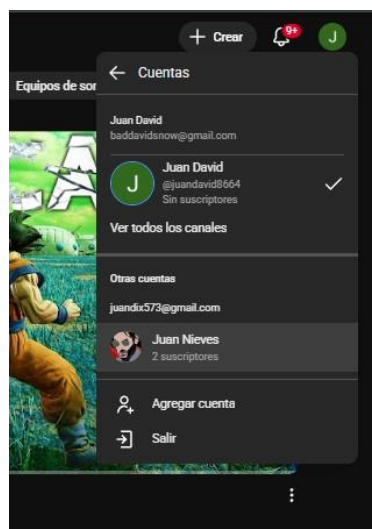 Crear
9+
J
Equipos de sor
Cuentas
Juan David
baddavidsnow@gmail.com
J
Juan David
@juandavid8664
Sin suscriptores
Ver todos los canales
Otras cuentas
juandix573@gmail.com
Juan Nieves
2 suscriptores
Agregar cuenta
Salir